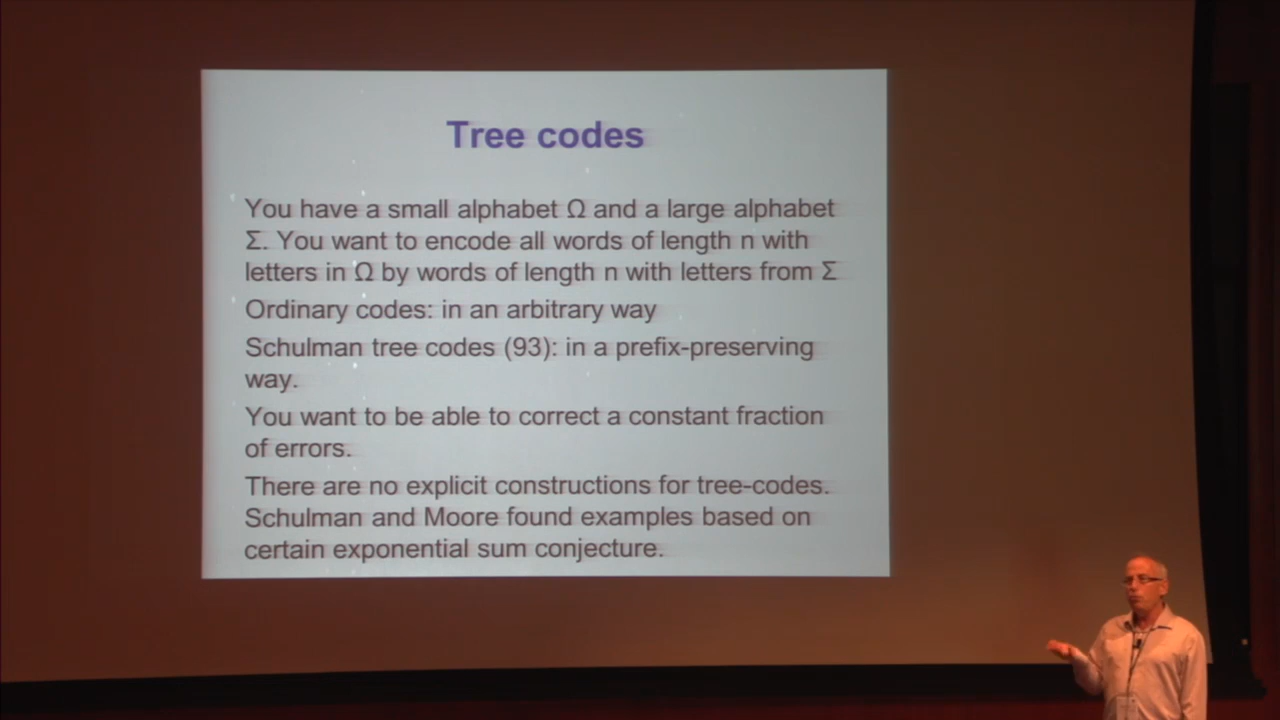 Tree codes
You have a small alphabet Ω and a large alphabet
Σ. You want to encode all words of length n with
letters in Ω by words of length n with letters from Σ
Ordinary codes: in an arbitrary way
Schulman tree codes (93): in a prefix-preserving
way.
You want to be able to correct a constant fraction
of errors.
There are no explicit constructions for tree-codes.
Schulman and Moore found examples based on
certain exponential sum conjecture.